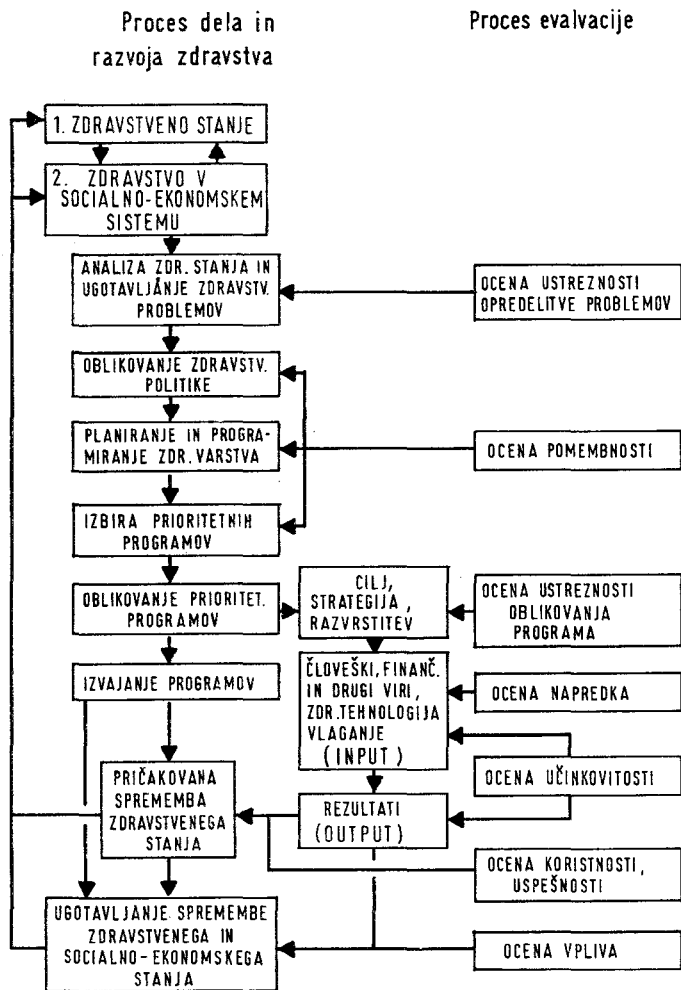 Proces dela in
razvoja zdravstva
Proces evalvacije
1. ZDRAVSTVENO STANJE
2. ZDRAVSTVO V
SOCIALNO-EKONOMSKEM
SISTEMU
ANALIZA ZDR. STANJA IN
UGOTAVLJANJE ZDRAVSTV.
PROBLEMOV
OCENA USTREZNOSTI
OPREDELITVE PROBLEMOV
OBLIKOVANJE ZDRAVSTV.
POLITIKE
PLANIRANJE IN PROGRA-
MIRANJE ZDR. VARSTVA
OCENA POMEMBNOSTI
IZBIRA PRIORITETNIH
PROGRAMOV
OBLIKOVANJE PRIORITET.
PROGRAMOV
CILJ,
STRATEGIJA,
RAZVRSTITEV
OCENA USTREZNOSTI
OBLIKOVANJA
PROGRAMA
IZVAJANJE PROGRAMOV
ČLOVEŠKI, FINANČ.
IN DRUGI VIRI,
ZDR. TEHNOLOGIJA
VLAGANJE
(INPUT)
OCENA NAPREDKA
OCENA UČINKOVITOSTI
PRIČAKOVANA
SPREMEMBA
ZDRAVSTVENEGA
STANJA
REZULTATI
(OUTPUT)
OCENA KORISTNOSTI,
USPEŠNOSTI
UGOTAVLJANJE SPREMEMBE
ZDRAVSTVENEGA IN
SOCIALNO-EKONOMSKEGA
STANJA
OCENA VPLIVA